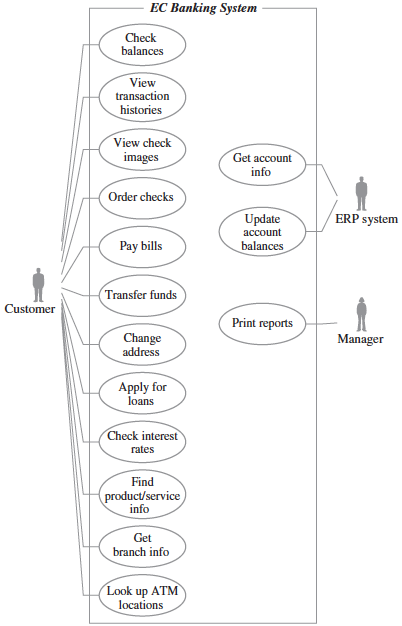 EC Banking System
Check
balances
View
transaction
histories
View check
images
Order checks
Pay bills
Transfer funds
Change
address
Apply for
loans
Check interest
rates
Find
product/service
info
Get
branch info
Look up ATM
locations
Customer
Get account
info
Update
account
balances
Print reports
ERP system
Manager